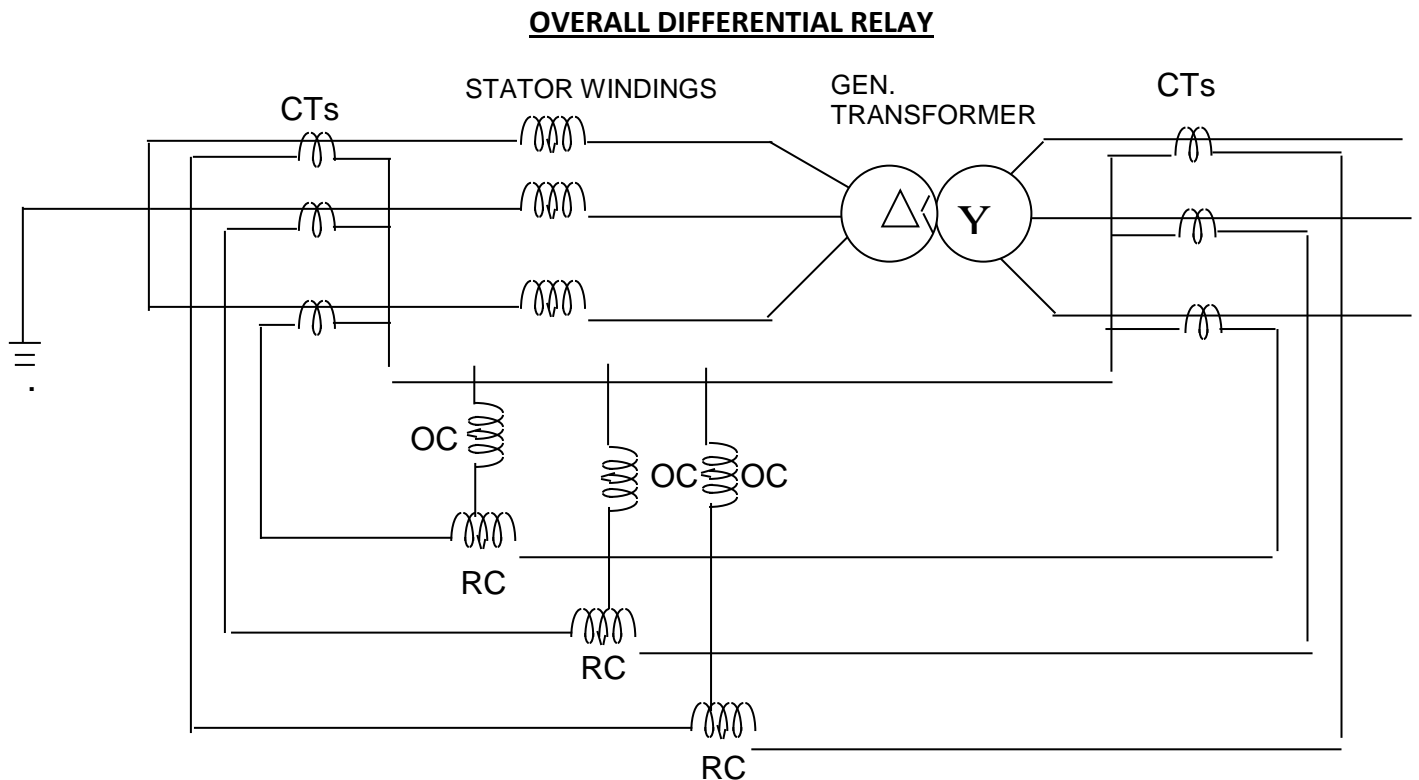 OVERALL DIFFERENTIAL RELAY
CTs
STATOR WINDINGS
GEN.
TRANSFORMER
CTs
Δ
Y
OC
OC
OC
RC
RC
RC